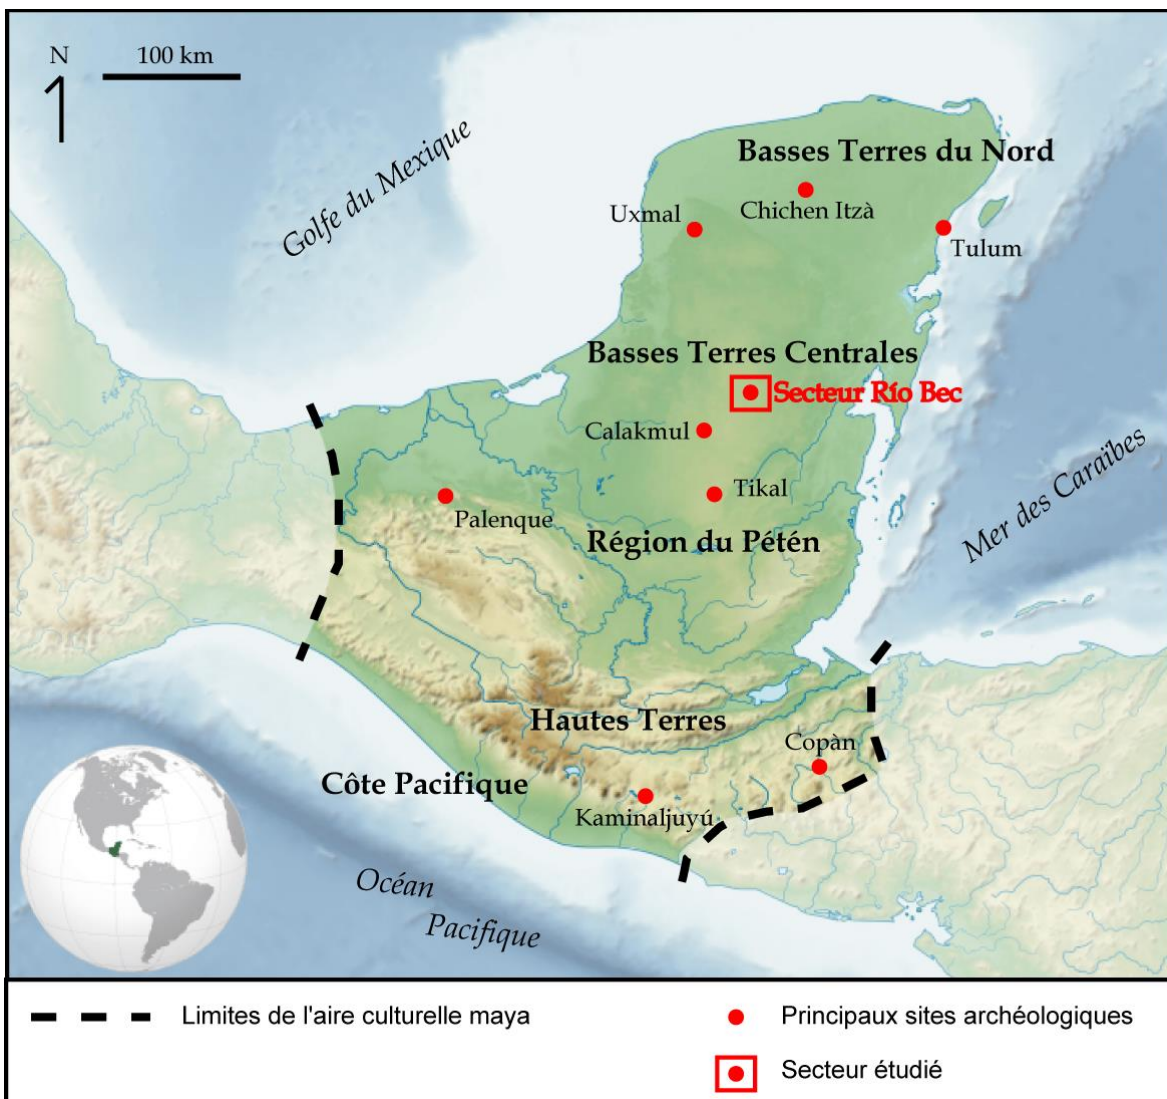 N
100 km
Golfe du Mexique
Basses Terres du Nord
Uxmal
Chichen Itzà
Tulum
Basses Terres Centrales
Secteur Río Bec
Calakmul
Tikal
Palenque
Région du Pétén
Mer des Caraïbes
Hautes Terres
Copàn
Côte Pacifique
Kaminaljuyú
Océan
Pacifique
Limites de l'aire culturelle maya
Principaux sites archéologiques
Secteur étudié